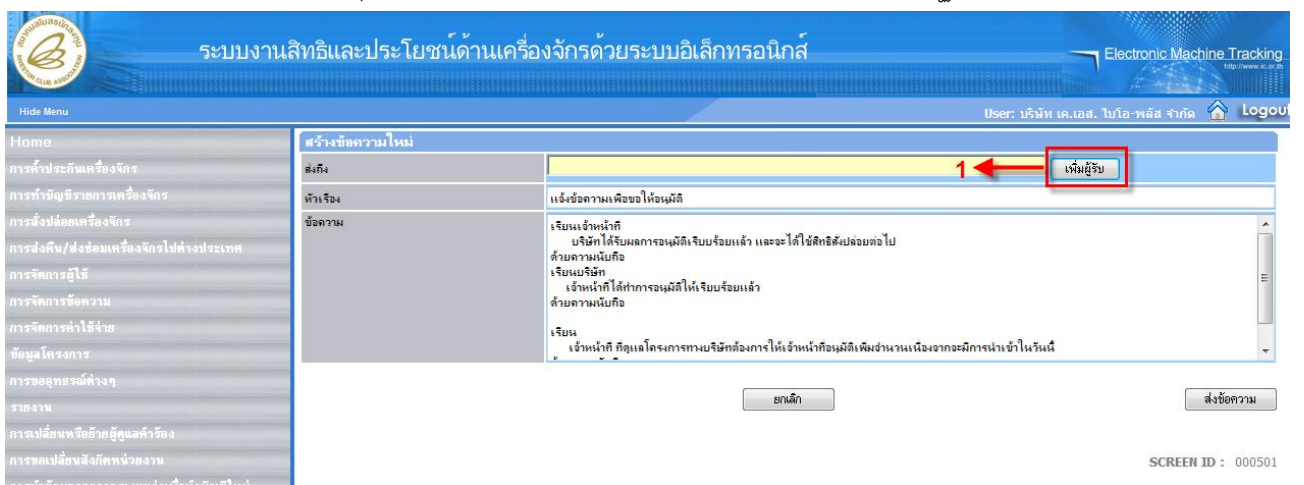 ระบบงานสิทธิและประโยชน์ด้านเครื่องจักรด้วยระบบอิเล็กทรอนิกส์
Electronic Machine Tracking
http://www.ic.or.th
Hide Menu
User: บริษัท เค.เอส. ไบโอ-พลัส จำกัด
Logout
Home
การค้ำประกันเครื่องจักร
การทำบัญชีรายการเครื่องจักร
การสั่งปล่อยเครื่องจักร
การส่งคืน/ส่งซ่อมเครื่องจักรไปต่างประเทศ
การจัดการผู้ใช้
การจัดการข้อความ
การจัดการค่าใช้จ่าย
ข้อมูลโครงการ
การขออุทธรณ์ต่างๆ
รายงาน
การเปลี่ยนหรือย้ายผู้ดูแลคำร้อง
การขอเปลี่ยนสังกัดหน่วยงาน
สร้างข้อความใหม่
ส่งถึง
1
เพิ่มผู้รับ
หัวเรื่อง
แจ้งข้อความเพื่อขอให้อนุมัติ
ข้อความ
เรียนเจ้าหน้าที่
บริษัทได้รับผลการอนุมัติเรียบร้อยแล้ว และจะได้ใช้สิทธิสั่งปล่อยต่อไป
ด้วยความนับถือ
เรียนบริษัท
เจ้าหน้าที่ได้ทำการอนุมัติให้เรียบร้อยแล้ว
ด้วยความนับถือ
เรียน
เจ้าหน้าที่ ที่ดูแลโครงการทางบริษัทต้องการให้เจ้าหน้าที่อนุมัติเพิ่มจำนวนเนื่องจากจะมีการนำเข้าในวันนี้
ยกเลิก
ส่งข้อความ
SCREEN ID : 000501